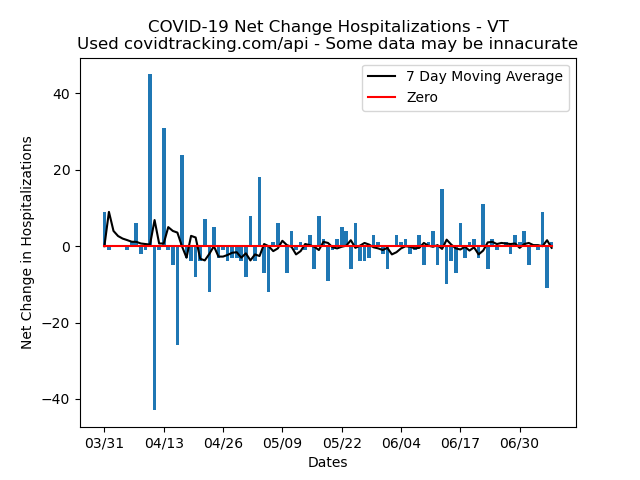 COVID-19 Net Change Hospitalizations - VT
Used covidtracking.com/api - Some data may be innacurate
7 Day Moving Average
Zero
Net Change in Hospitalizations
40
20
0
−20
−40
03/31 04/13 04/26 05/09 05/22 06/04 06/17 06/30
Dates